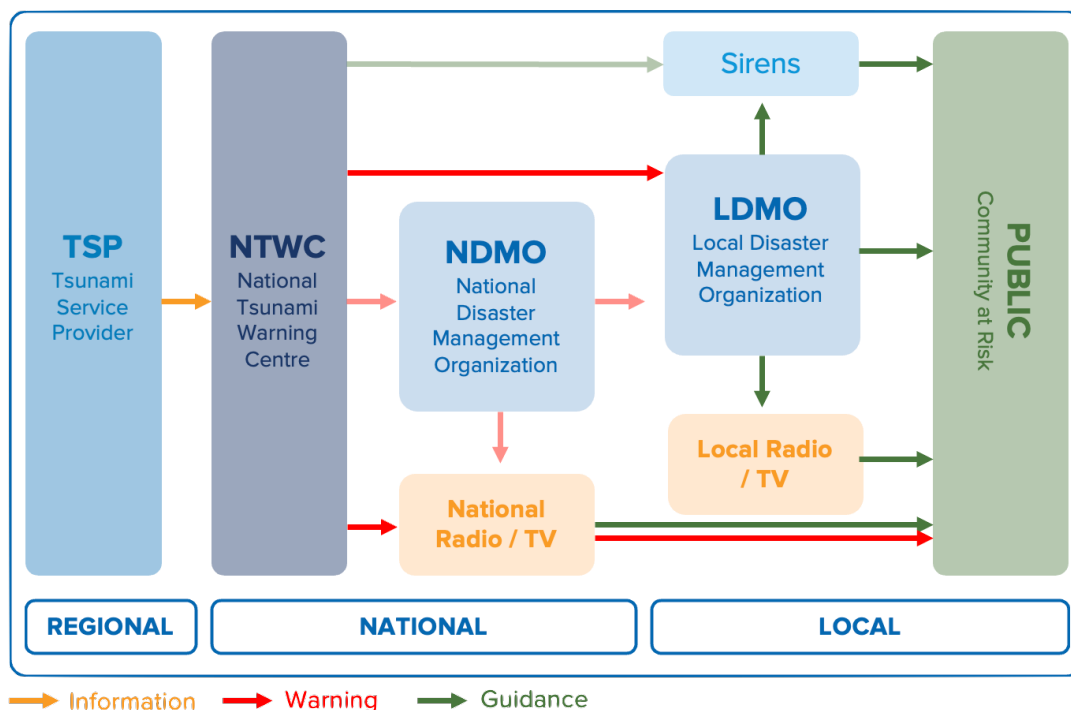 TSP
Tsunami
Service
Provider
NTWC
National
Tsunami
Warning
Centre
NDMO
National
Disaster
Management
Organization
National
Radio / TV
Sirens
LDMO
Local Disaster
Management
Organization
Local Radio
/ TV
PUBLIC
Community at Risk
REGIONAL
NATIONAL
LOCAL
Information
Warning
Guidance